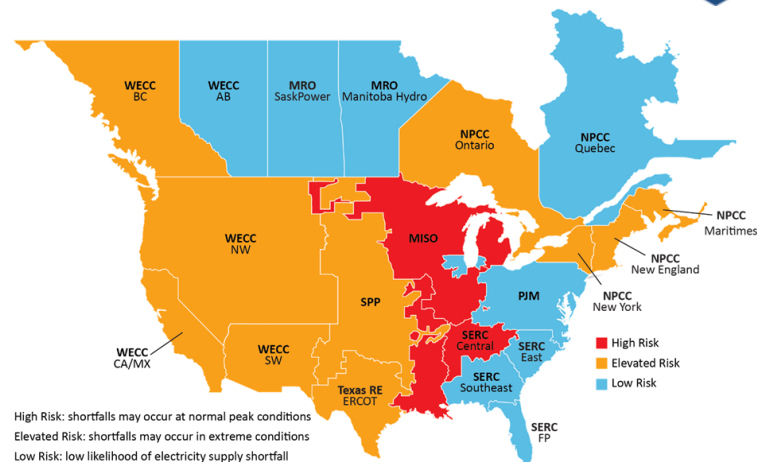 WECC
BC
WECC
AB
MRO
SaskPower
MRO
Manitoba Hydro
NPCC
Ontario
NPCC
Quebec
NPCC
Maritimes
NPCC
New England
NPCC
New York
WECC
NW
MISO
SPP
PJM
WECC
CA/MX
WECC
SW
SERC
Central
SERC
East
SERC
Southeast
Texas RE
ERCOT
SERC
FP
High Risk
Elevated Risk
Low Risk
High Risk: shortfalls may occur at normal peak conditions
Elevated Risk: shortfalls may occur in extreme conditions
Low Risk: low likelihood of electricity supply shortfall